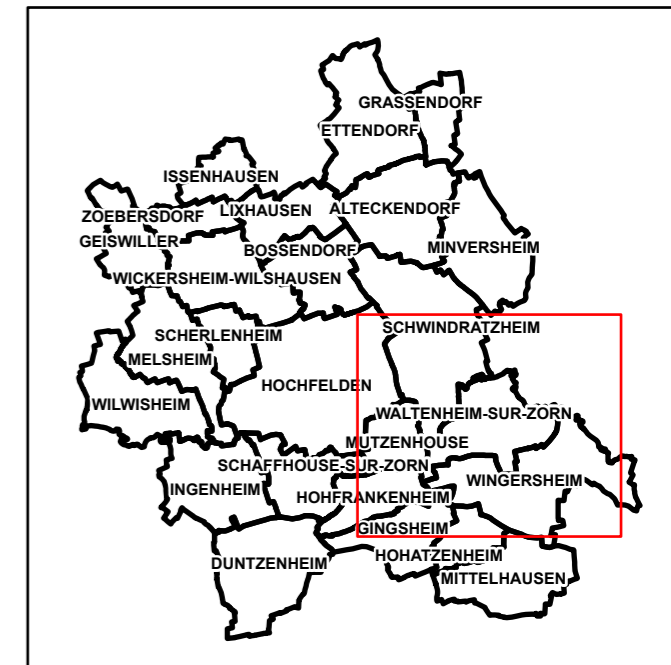 GRASSENDORF
ETTENDORF
ISSENHAUSEN
ZOEBERSDORF
LIXHAUSEN
ALTECKENDORF
GEISWILLER
BOSSENDORF
MINVERSHEIM
WICKERSHEIM-WILSHAUSEN
SCHWINDRATZHEIM
SCHERLENHEIM
MELSHEIM
HOCHFELDEN
WILWISHEIM
WALTENHEIM-SUR-ZORN
MUTZENHOUSE
SCHAFFHOUSE-SUR-ZORN
WINGERSHEIM
INGENHEIM
HOHFRANKENHEIM
GINGSHEIM
HOHATZENHEIM
DUNTZENHEIM
MITTELHAUSEN